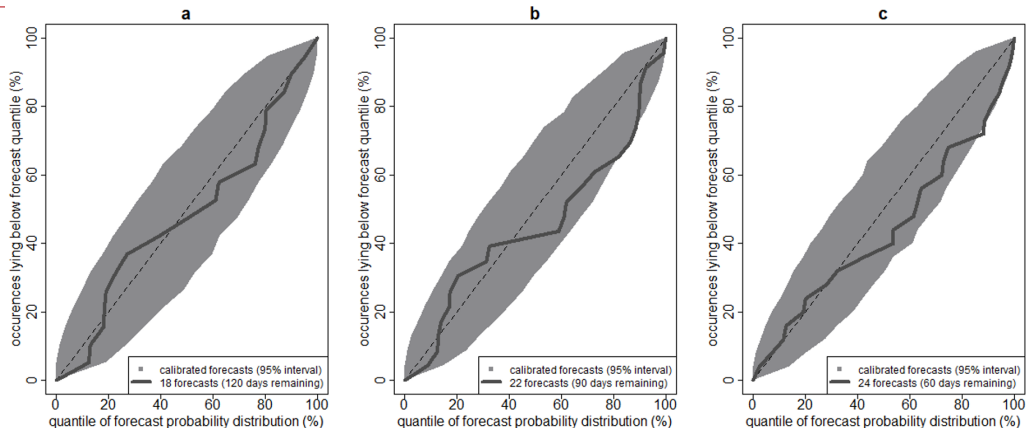 a
occurences lying below forecast quantile (%)
0 20 40 60 80 100
calibrated forecasts (95% interval)
18 forecasts (120 days remaining)
0 20 40 60 80 100
quantile of forecast probability distribution (%)
b
occurences lying below forecast quantile (%)
0 20 40 60 80 100
calibrated forecasts (95% interval)
22 forecasts (90 days remaining)
0 20 40 60 80 100
quantile of forecast probability distribution (%)
c
occurences lying below forecast quantile (%)
0 20 40 60 80 100
calibrated forecasts (95% interval)
24 forecasts (60 days remaining)
0 20 40 60 80 100
quantile of forecast probability distribution (%)